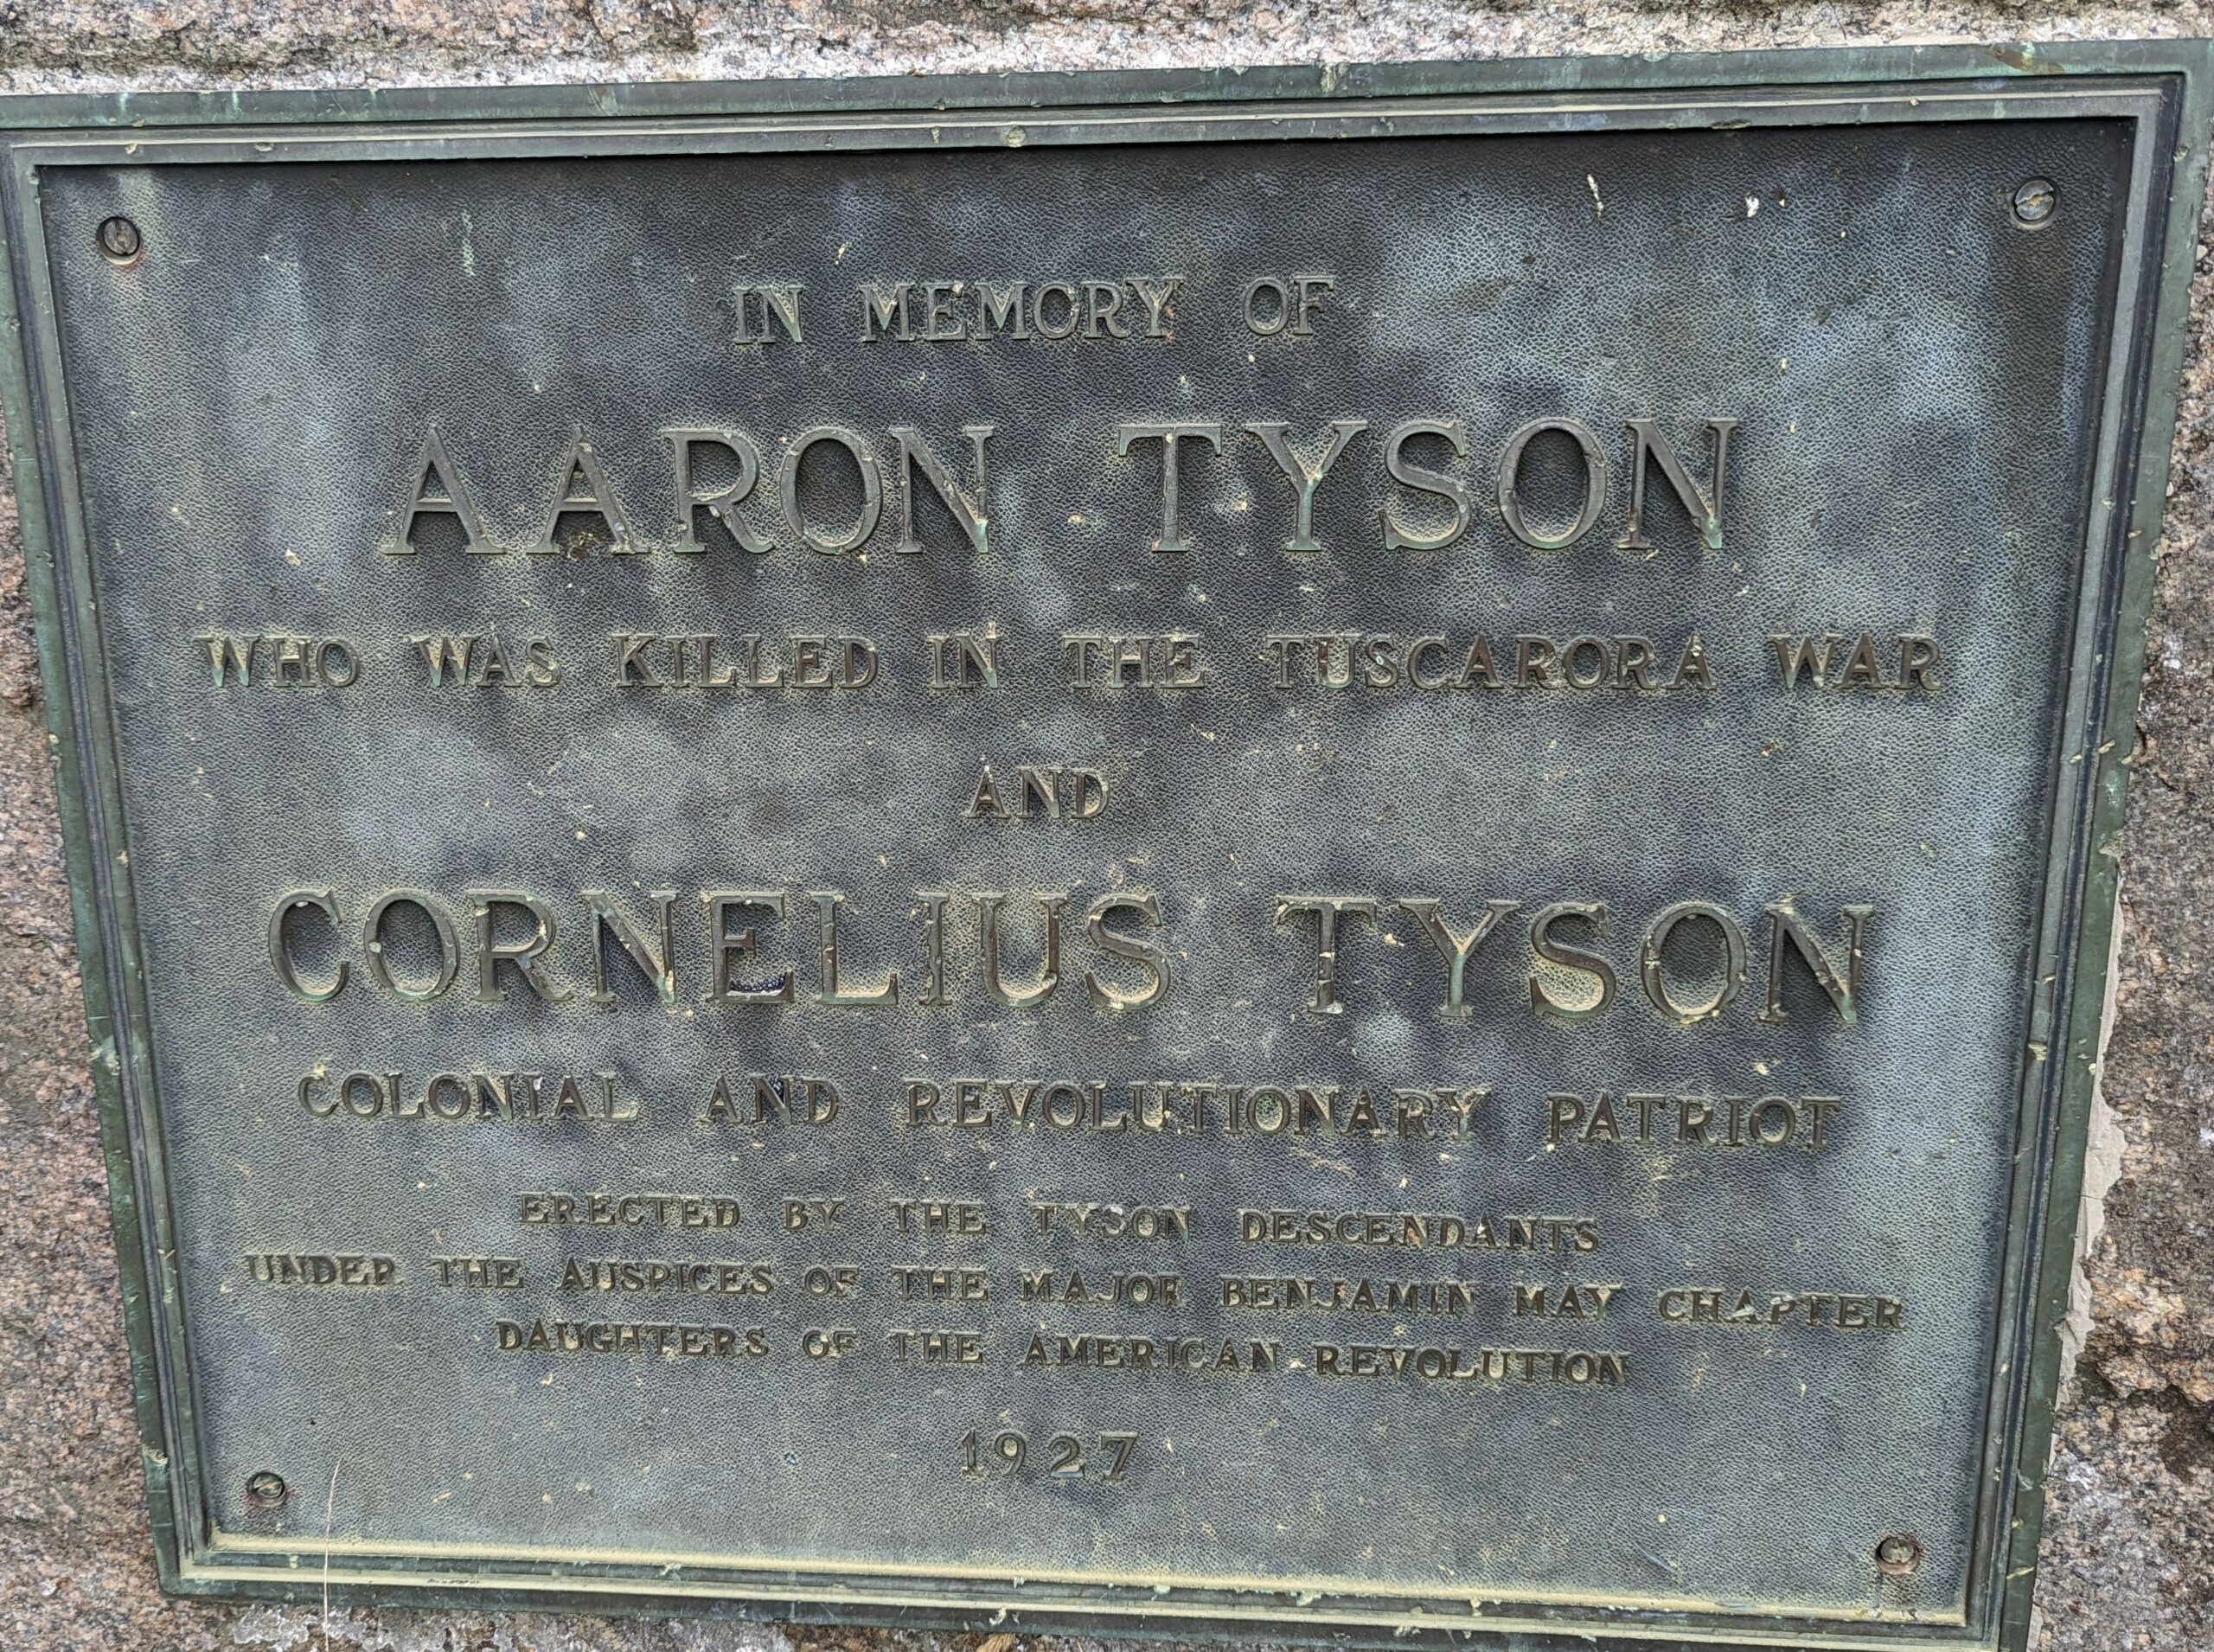 IN MEMORY OF
AARON TYSON
WHO WAS KILLED IN THE TUSCARORA WAR
AND
CORNELIUS TYSON
COLONIAL AND REVOLUTIONARY PATRIOT
ERECTED BY THE TYSON DESCENDANTS
UNDER THE AUSPICES OF THE MAJOR BENJAMIN MAY CHAPTER
DAUGHTERS OF THE AMERICAN REVOLUTION
1927